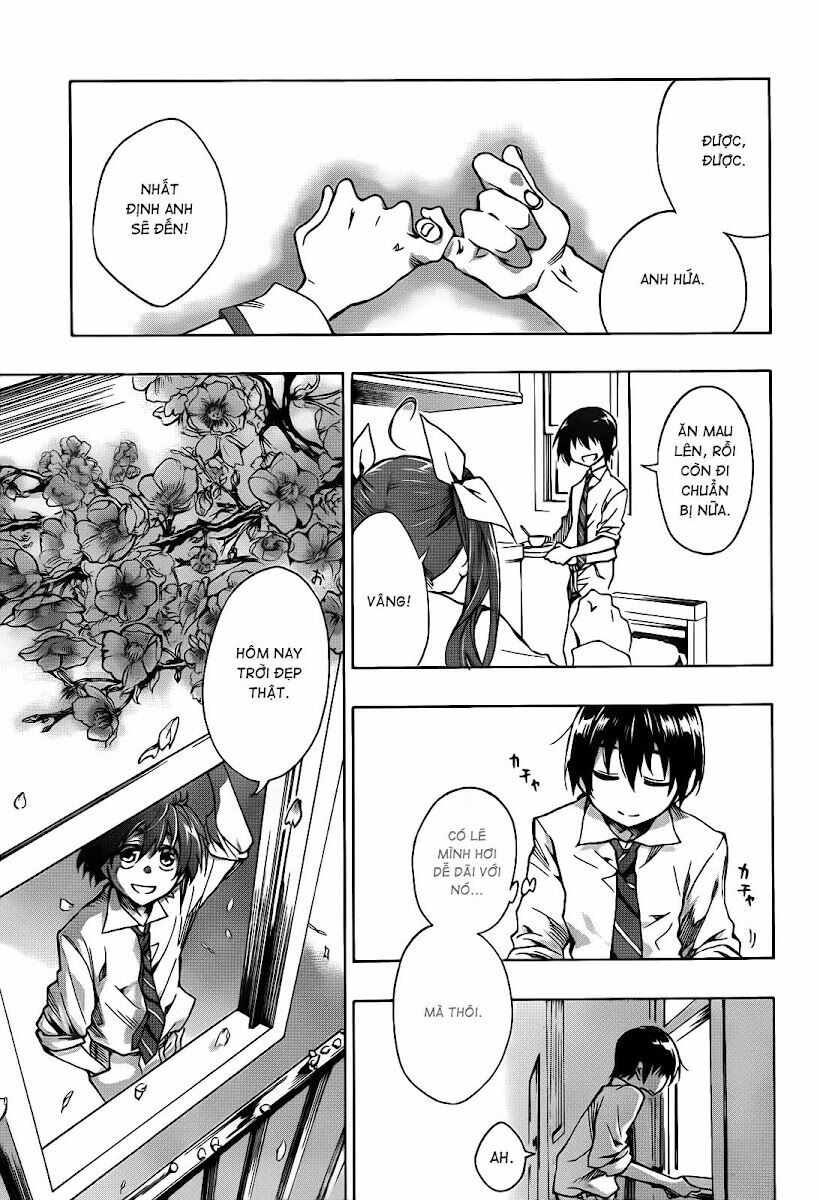 ĐƯỢC,
ĐƯỢC.
ANH HỨA.
NHẤT
ĐỊNH ANH
SẼ ĐẾN!
ĂN MAU
LÊN, RỒI
CÒN ĐI
CHUẨN
BỊ NỮA.
VÂNG!
カチャ
カチャ
CÓ LẼ
MÌNH HƠI
DỄ DÃI VỚI
NÓ...
MÀ THÔI.
AH.
HÔM NAY
TRỜI ĐẸP
THẬT.